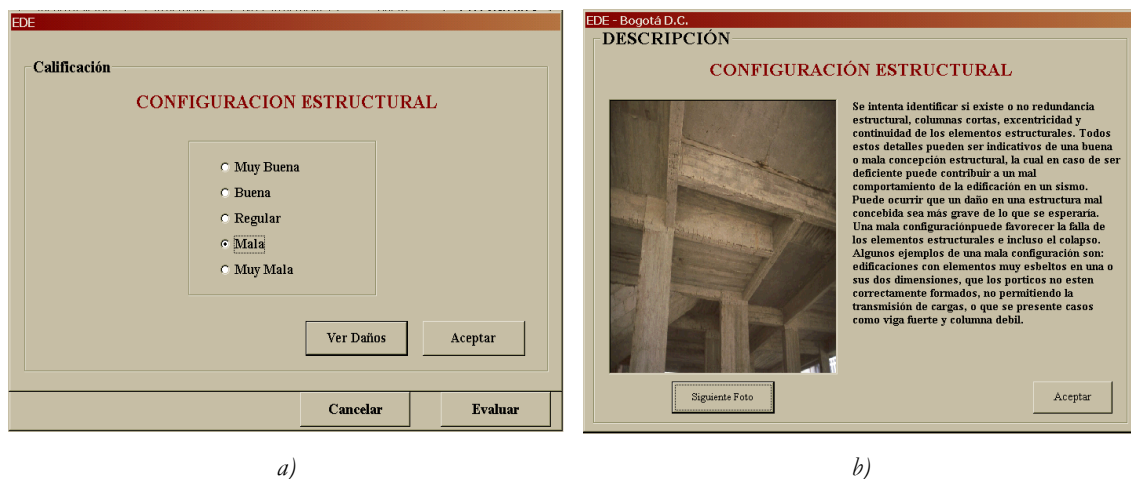 EDE
Calificación
CONFIGURACION ESTRUCTURAL
Muy Buena
Buena
Regular
Mala
Muy Mala
Ver Daños
Aceptar
Cancelar
Evaluar
a)
EDE - Bogotá D.C.
DESCRIPCIÓN
CONFIGURACIÓN ESTRUCTURAL
Se intenta identificar si existe o no redundancia
estructural, columnas cortas, excentricidad y
continuidad de los elementos estructurales. Todos
estos detalles pueden ser indicativos de una buena
o mala concepción estructural, la cual en caso de ser
deficiente puede contribuir a un mal
comportamiento de la edificación en un sismo.
Puede ocurrir que un daño en una estructura mal
concebida sea más grave de lo que se esperaría.
Una mala configuraciónpuede favorecer la falla de
los elementos estructurales e incluso el colapso.
Algunos ejemplos de una mala configuración son:
edificaciones con elementos muy esbeltos en una o
sus dos dimensiones, que los porticos no esten
correctamente formados, no permitiendo la
transmisión de cargas, o que se presente casos
como viga fuerte y columna debil.
Siguiente Foto
Aceptar
b)